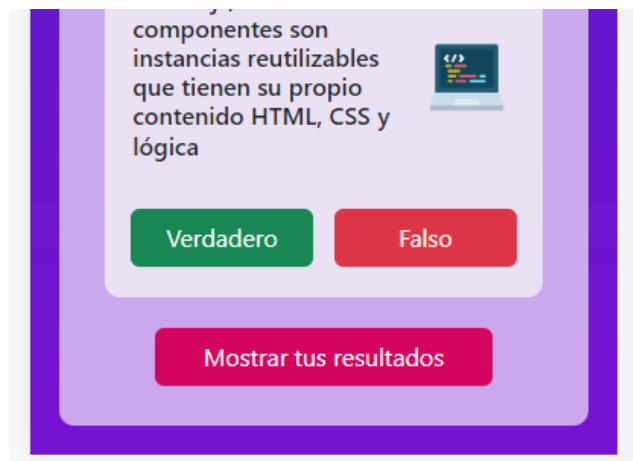 componentes son
instancias reutilizables
que tienen su propio
contenido HTML, CSS y
lógica
</>
Verdadero
Falso
Mostrar tus resultados